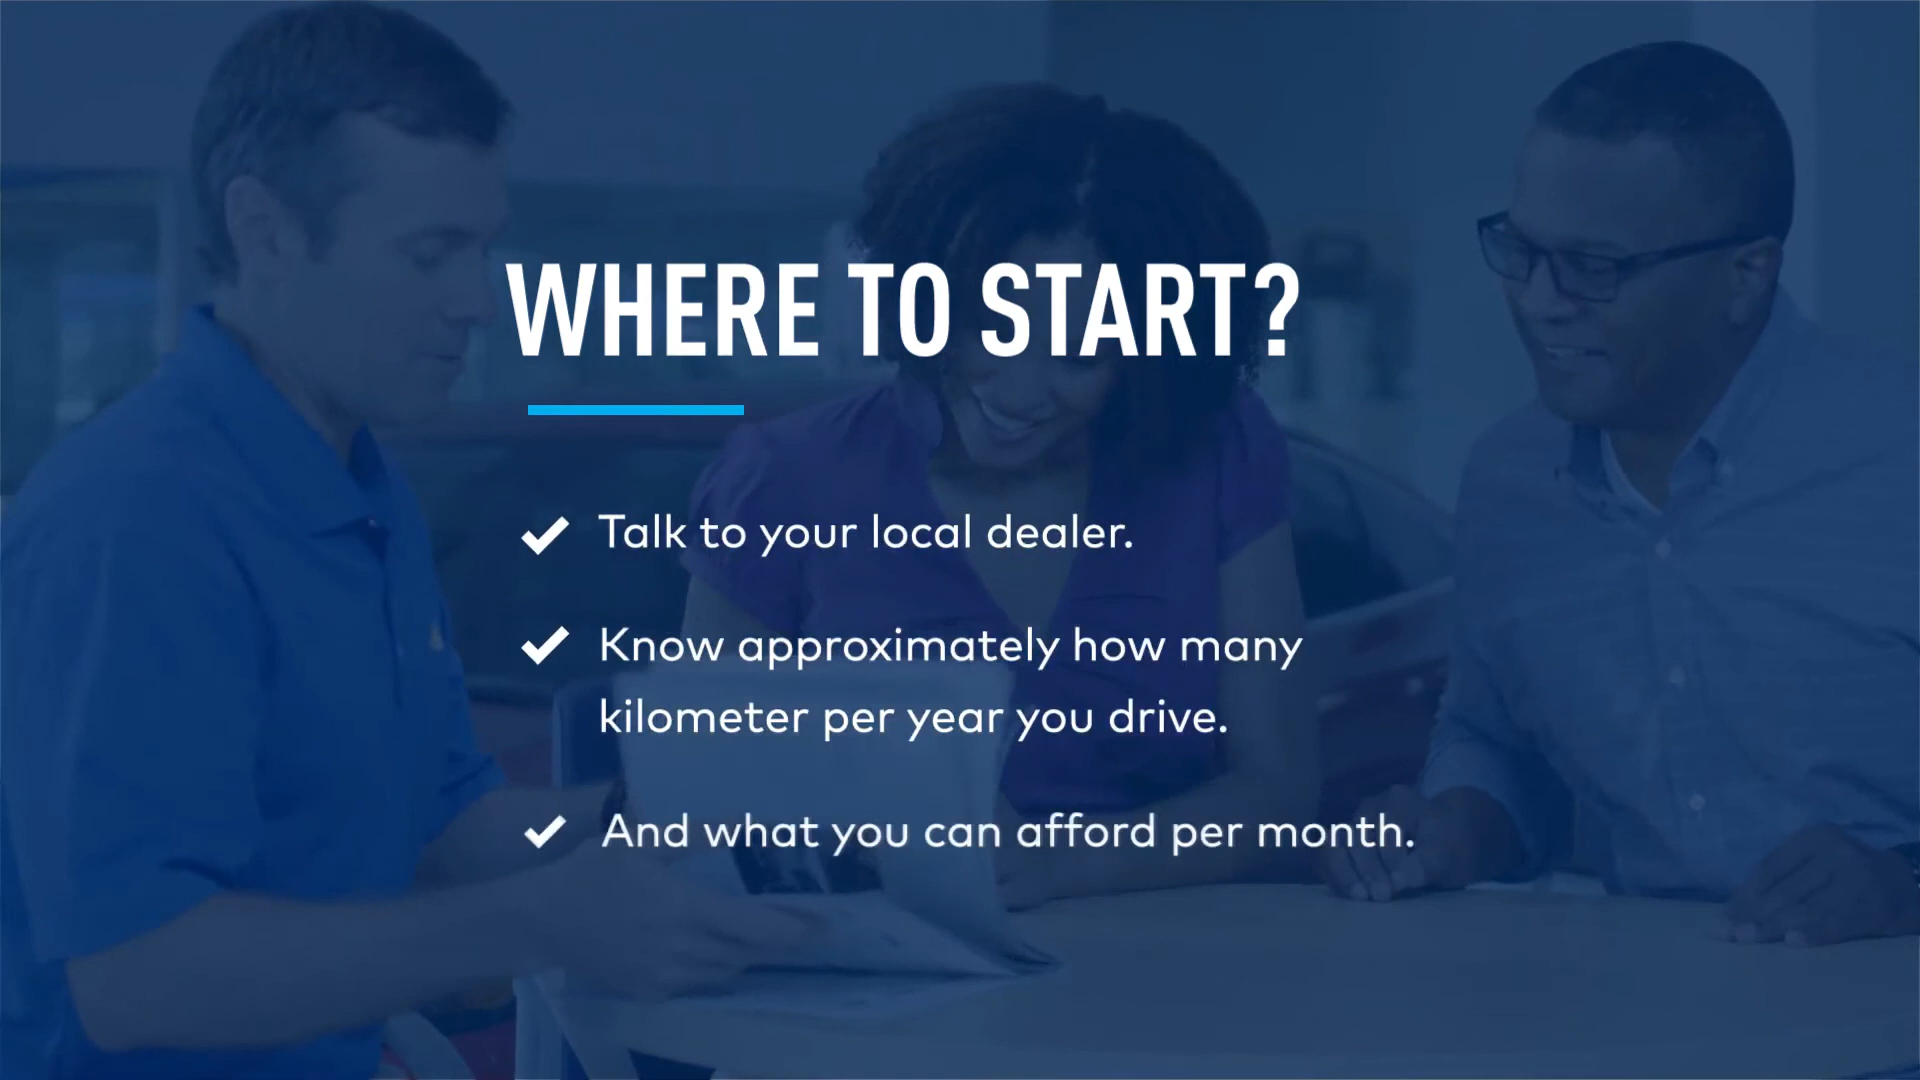 WHERE TO START?
Talk to your local dealer.
Know approximately how many
kilometer per year you drive.
And what you can afford per month.